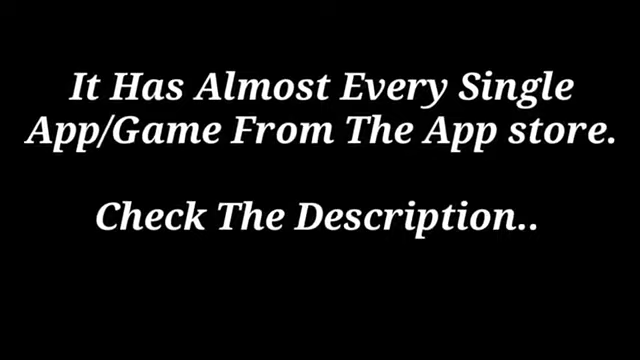 It Has Almost Every Single
App/Game From The App store.
Check The Description..